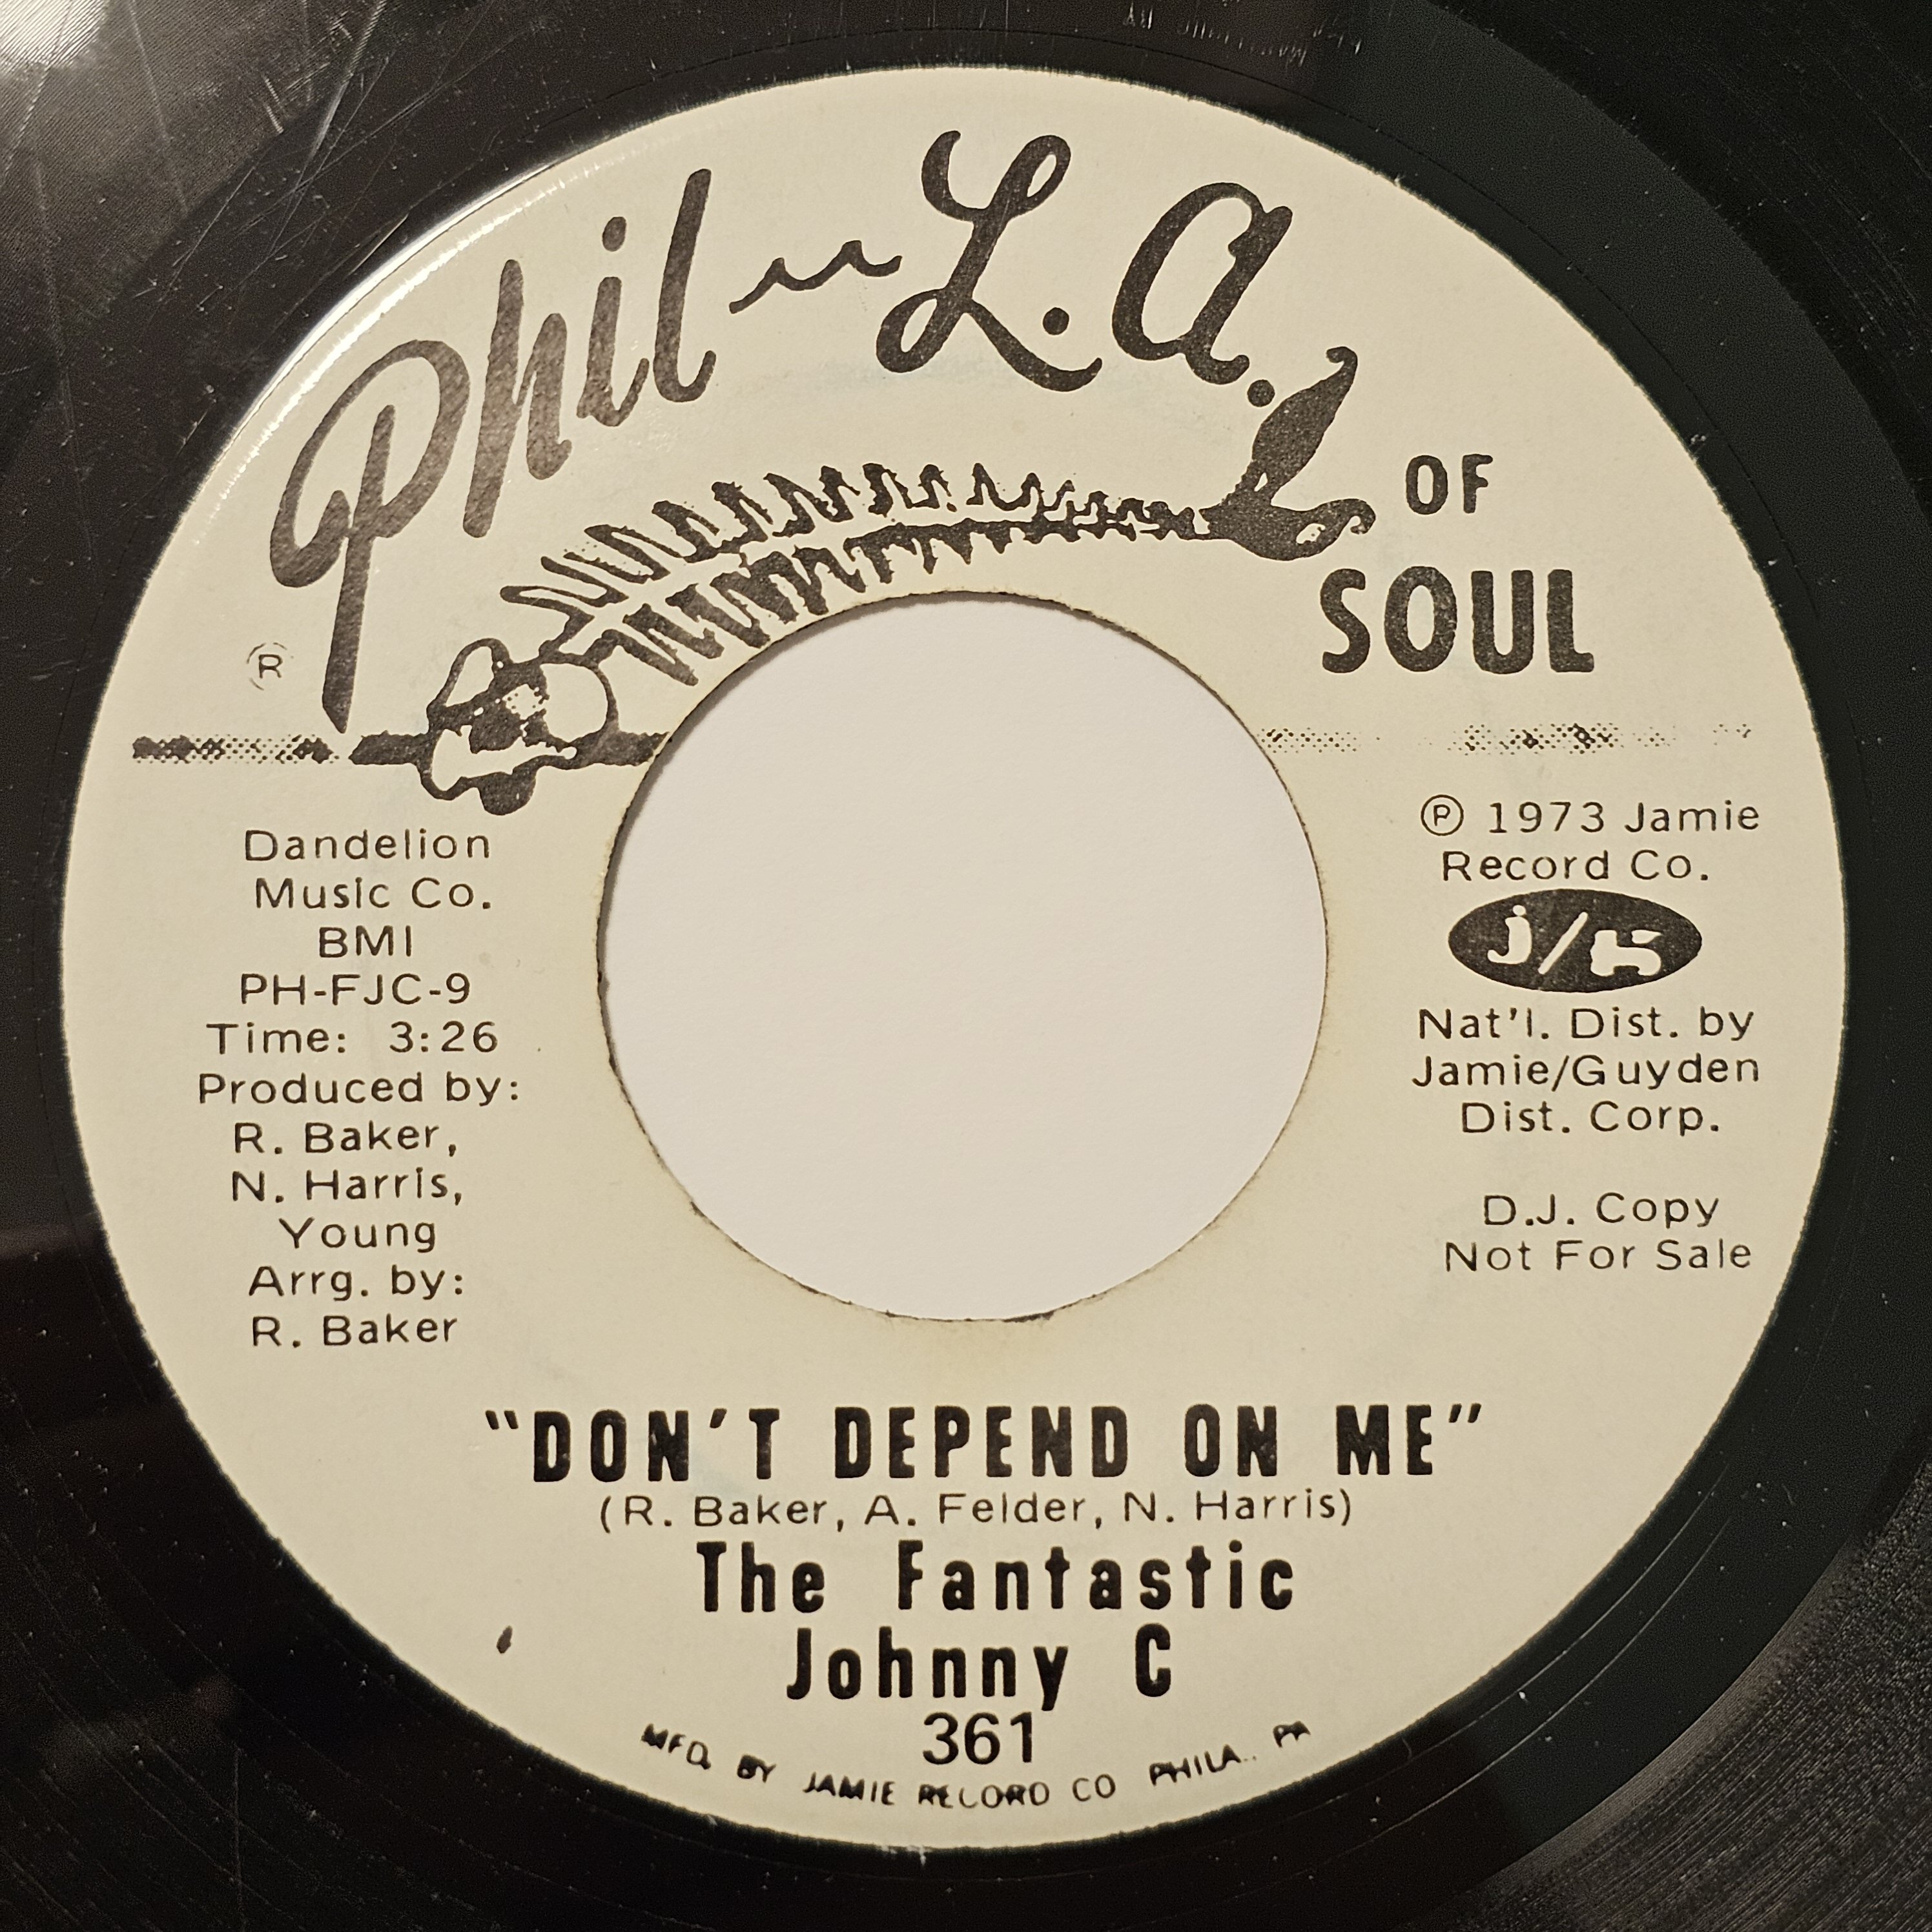 Phil-L.A.
OF
SOUL
®
Dandelion
Music Co.
BMI
PH-FJC-9
Time: 3:26
Produced by:
R. Baker,
N. Harris,
Young
Arrg. by:
R. Baker
℗ 1973 Jamie
Record Co.
j/G
Nat'l. Dist. by
Jamie/Guyden
Dist. Corp.
D.J. Copy
Not For Sale
"DON'T DEPEND ON ME"
(R. Baker, A. Felder, N. Harris)
The Fantastic
Johnny C
361
MFD. BY JAMIE RECORD CO PHILA., PA